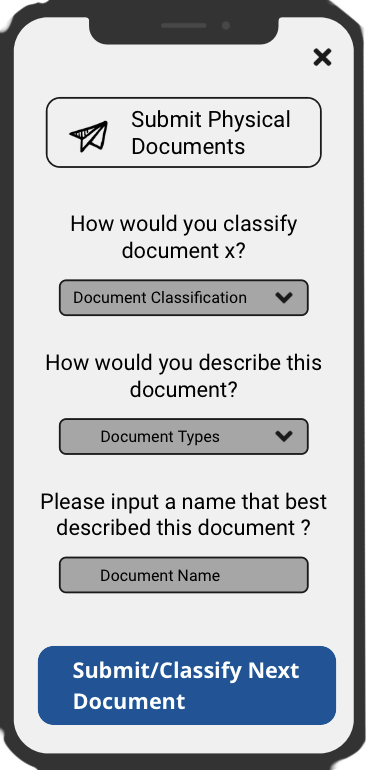 Submit Physical
Documents
How would you classify
document x?
Document Classification
How would you describe this
document?
Document Types
Please input a name that best
described this document ?
Document Name
Submit/Classify Next
Document